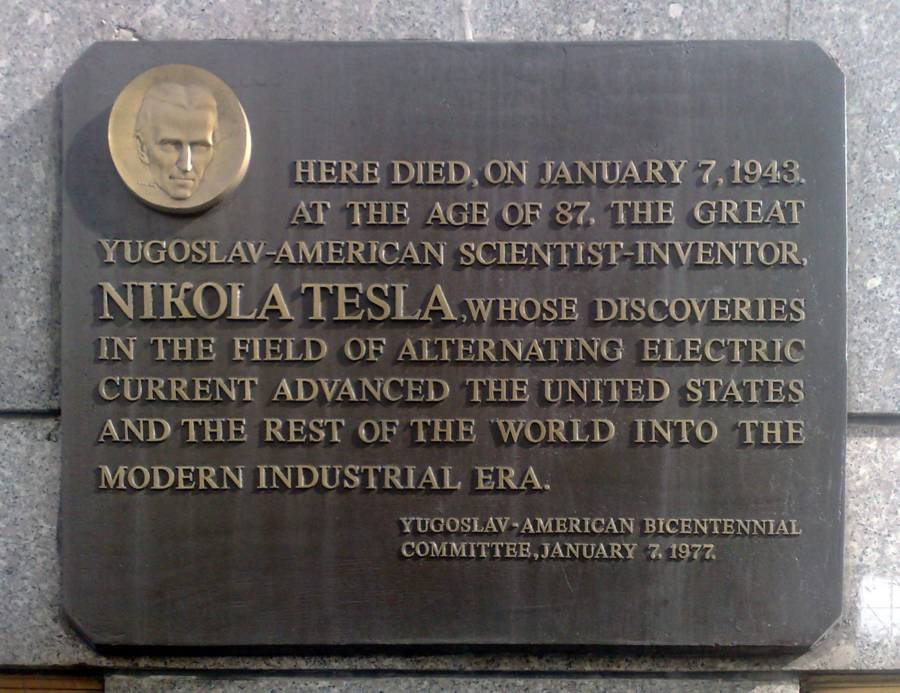 HERE DIED, ON JANUARY 7, 1943.
AT THE AGE OF 87. THE GREAT
YUGOSLAV-AMERICAN SCIENTIST-INVENTOR,
NIKOLA TESLA, WHOSE DISCOVERIES
IN THE FIELD OF ALTERNATING ELECTRIC
CURRENT ADVANCED THE UNITED STATES
AND THE REST OF THE WORLD INTO THE
MODERN INDUSTRIAL ERA.
YUGOSLAV-AMERICAN BICENTENNIAL
COMMITTEE, JANUARY 7. 1977.